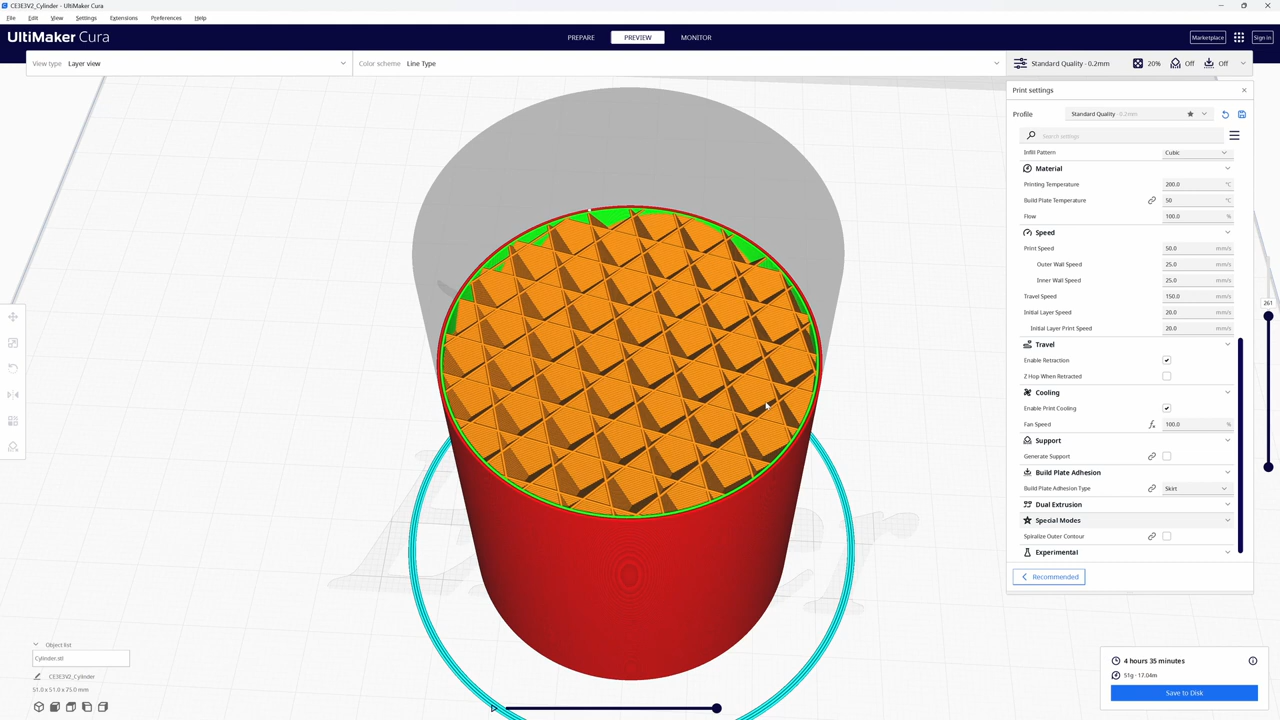 CE3E3V2_Cylinder - UltiMaker Cura
File Edit View Settings Extensions Preferences Help
UltiMaker Cura
PREPARE PREVIEW MONITOR
Marketplace
Sign in
View type Layer view
Color scheme Line Type
Standard Quality - 0.2mm 20% Off Off
Print settings
Profile Standard Quality 0.2mm
Search settings
Infill Pattern Cubic
Material
Printing Temperature 200.0 °C
Build Plate Temperature 50 °C
Flow 100.0 %
Speed
Print Speed 50.0 mm/s
Outer Wall Speed 25.0 mm/s
Inner Wall Speed 25.0 mm/s
Travel Speed 150.0 mm/s
Initial Layer Speed 20.0 mm/s
Initial Layer Print Speed 20.0 mm/s
Travel
Enable Retraction
Z Hop When Retracted
Cooling
Enable Print Cooling
Fan Speed 100.0 %
Support
Generate Support
Build Plate Adhesion
Build Plate Adhesion Type Skirt
Dual Extrusion
Special Modes
Spiralize Outer Contour
Experimental
Recommended
261
Object list
Cylinder.stl
CE3E3V2_Cylinder
51.0 x 51.0 x 75.0 mm
4 hours 35 minutes
51g · 17.04m
Save to Disk